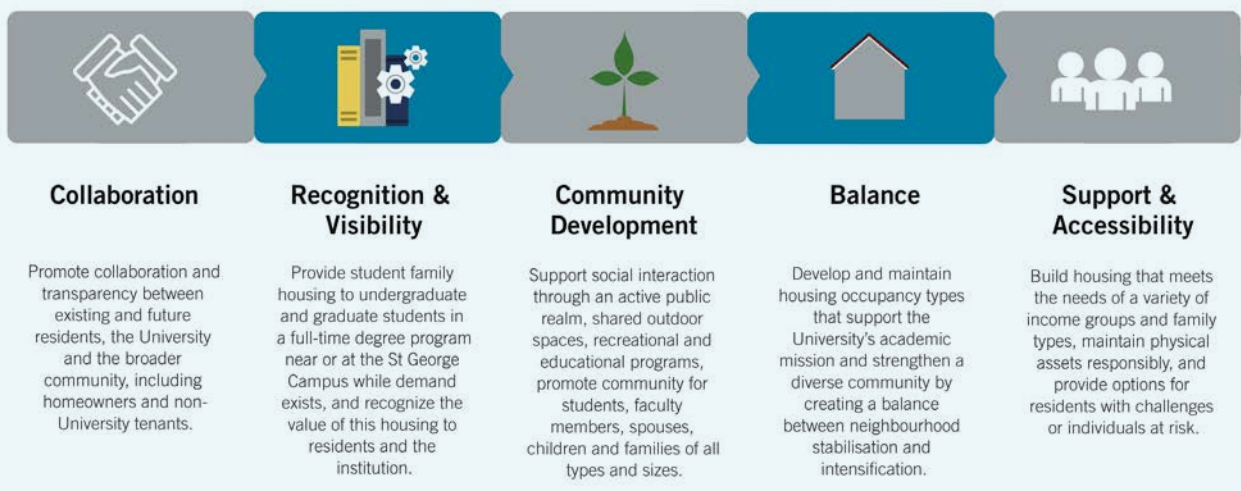 Collaboration
Promote collaboration and
transparency between
existing and future
residents, the University
and the broader
community, including
homeowners and non-
University tenants.
Recognition &
Visibility
Provide student family
housing to undergraduate
and graduate students in
a full-time degree program
near or at the St George
Campus while demand
exists, and recognize the
value of this housing to
residents and the
institution.
Community
Development
Support social interaction
through an active public
realm, shared outdoor
spaces, recreational and
educational programs,
promote community for
students, faculty
members, spouses,
children and families of all
types and sizes.
Balance
Develop and maintain
housing occupancy types
that support the
University's academic
mission and strengthen a
diverse community by
creating a balance
between neighbourhood
stabilisation and
intensification.
Support &
Accessibility
Build housing that meets
the needs of a variety of
income groups and family
types, maintain physical
assets responsibly, and
provide options for
residents with challenges
or individuals at risk.